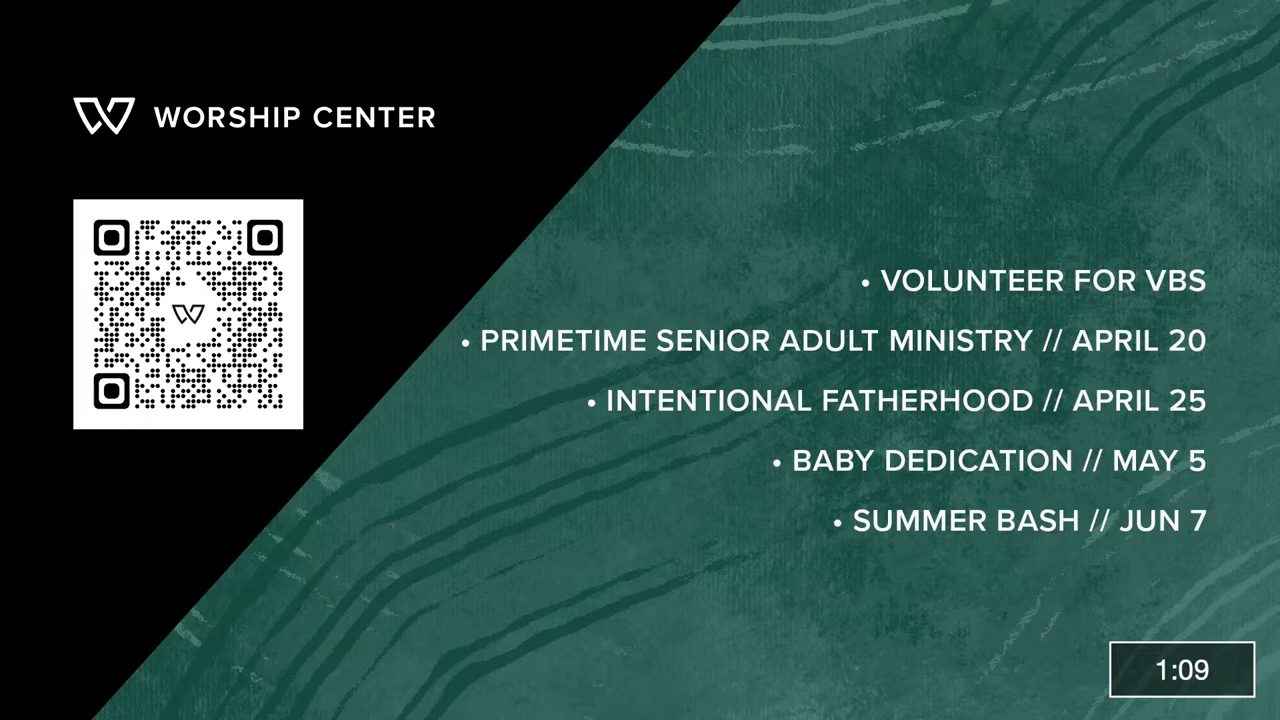 WORSHIP CENTER
• VOLUNTEER FOR VBS
• PRIMETIME SENIOR ADULT MINISTRY // APRIL 20
• INTENTIONAL FATHERHOOD // APRIL 25
• BABY DEDICATION // MAY 5
• SUMMER BASH // JUN 7
1:09